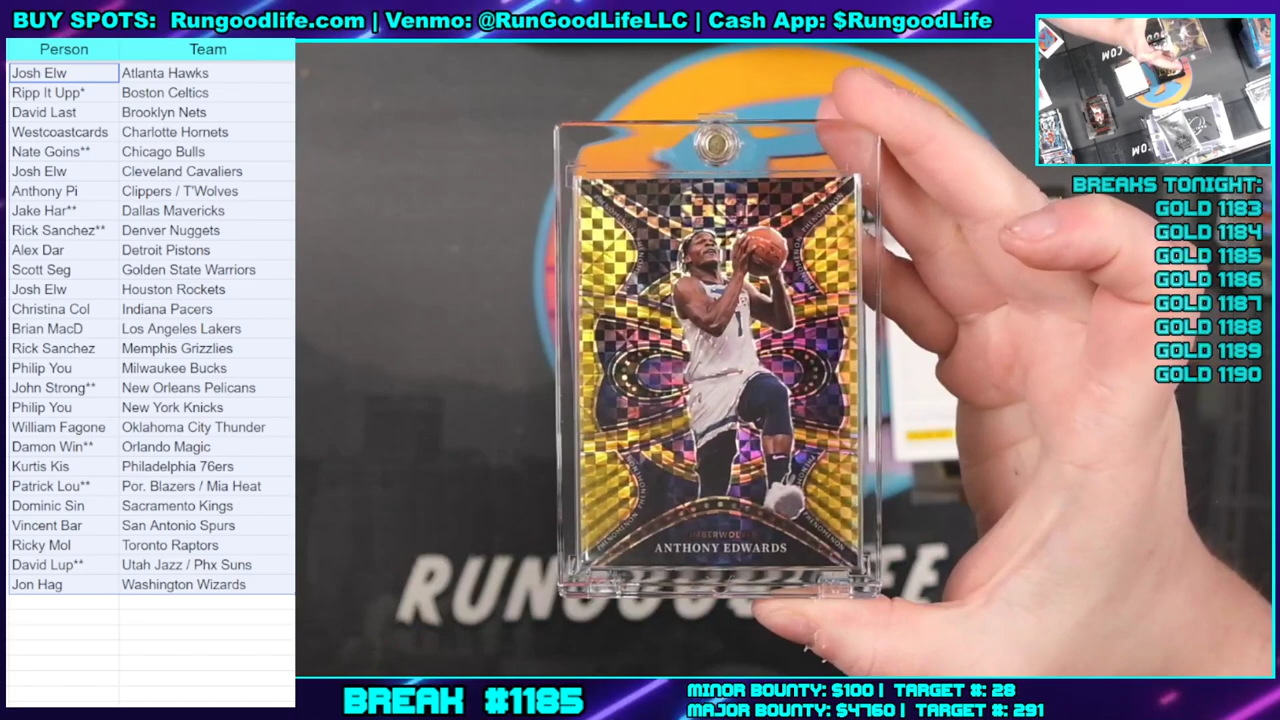 BUY SPOTS: Rungoodlife.com | Venmo: @RunGoodLifeLLC | Cash App: $RungoodLife
Person Team
Josh Elw Atlanta Hawks
Ripp It Upp* Boston Celtics
David Last Brooklyn Nets
Westcoastcards Charlotte Hornets
Nate Goins** Chicago Bulls
Josh Elw Cleveland Cavaliers
Anthony Pi Clippers / T'Wolves
Jake Har** Dallas Mavericks
Rick Sanchez** Denver Nuggets
Alex Dar Detroit Pistons
Scott Seg Golden State Warriors
Josh Elw Houston Rockets
Christina Col Indiana Pacers
Brian MacD Los Angeles Lakers
Rick Sanchez Memphis Grizzlies
Philip You Milwaukee Bucks
John Strong** New Orleans Pelicans
Philip You New York Knicks
William Fagone Oklahoma City Thunder
Damon Win** Orlando Magic
Kurtis Kis Philadelphia 76ers
Patrick Lou** Por. Blazers / Mia Heat
Dominic Sin Sacramento Kings
Vincent Bar San Antonio Spurs
Ricky Mol Toronto Raptors
David Lup** Utah Jazz / Phx Suns
Jon Hag Washington Wizards
BREAKS TONIGHT:
GOLD 1183
GOLD 1184
GOLD 1185
GOLD 1186
GOLD 1187
GOLD 1188
GOLD 1189
GOLD 1190
1
PHENOMENON
PHENOMENON
ANTHONY EDWARDS
BREAK #1185
MINOR BOUNTY: $100 | TARGET #: 28
MAJOR BOUNTY: $4760 | TARGET #: 291